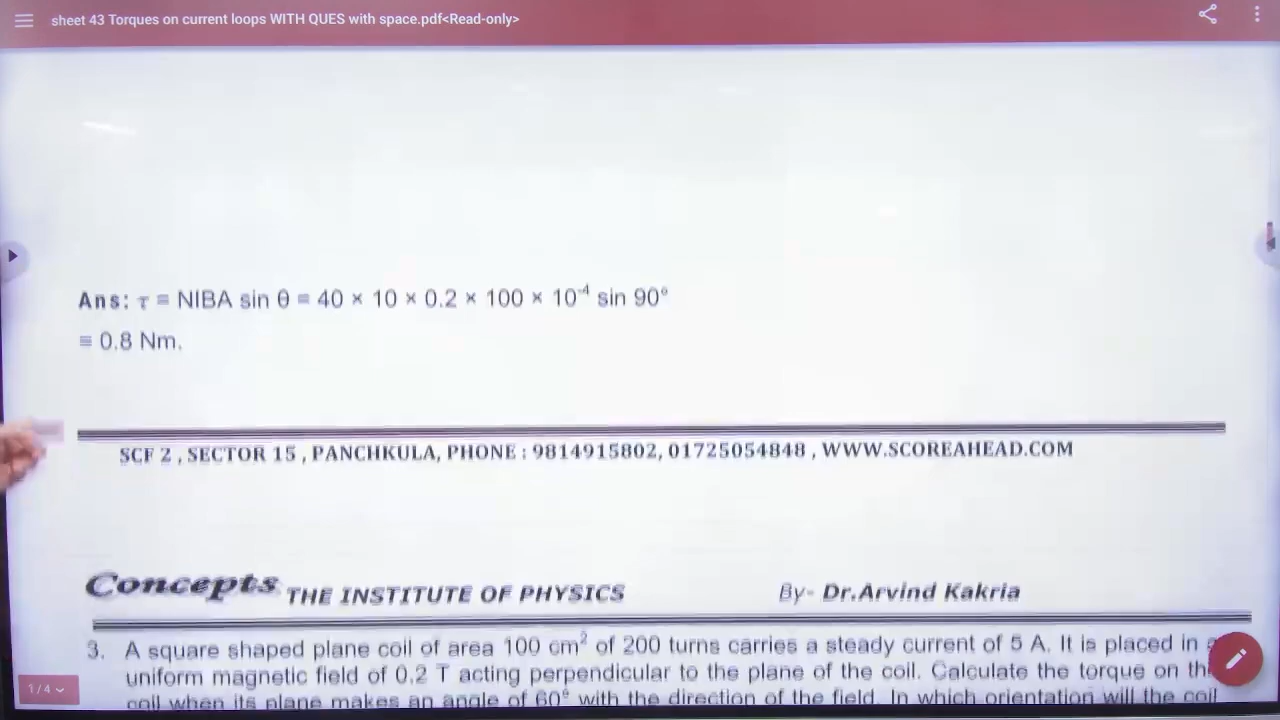 sheet 43 Torques on current loops WITH QUES with space.pdf<Read-only>
Ans: τ = NIBA sin θ = 40 × 10 × 0.2 × 100 × 10⁻⁴ sin 90°
= 0.8 Nm.
SCF 2 , SECTOR 15 , PANCHKULA, PHONE : 9814915802, 01725054848 , WWW.SCOREAHEAD.COM
Concepts THE INSTITUTE OF PHYSICS By- Dr.Arvind Kakria
3. A square shaped plane coil of area 100 cm² of 200 turns carries a steady current of 5 A. It is placed in
uniform magnetic field of 0.2 T acting perpendicular to the plane of the coil. Calculate the torque on
coil when its plane makes an angle of 60° with the direction of the field. In which orientation will the coil
1/4